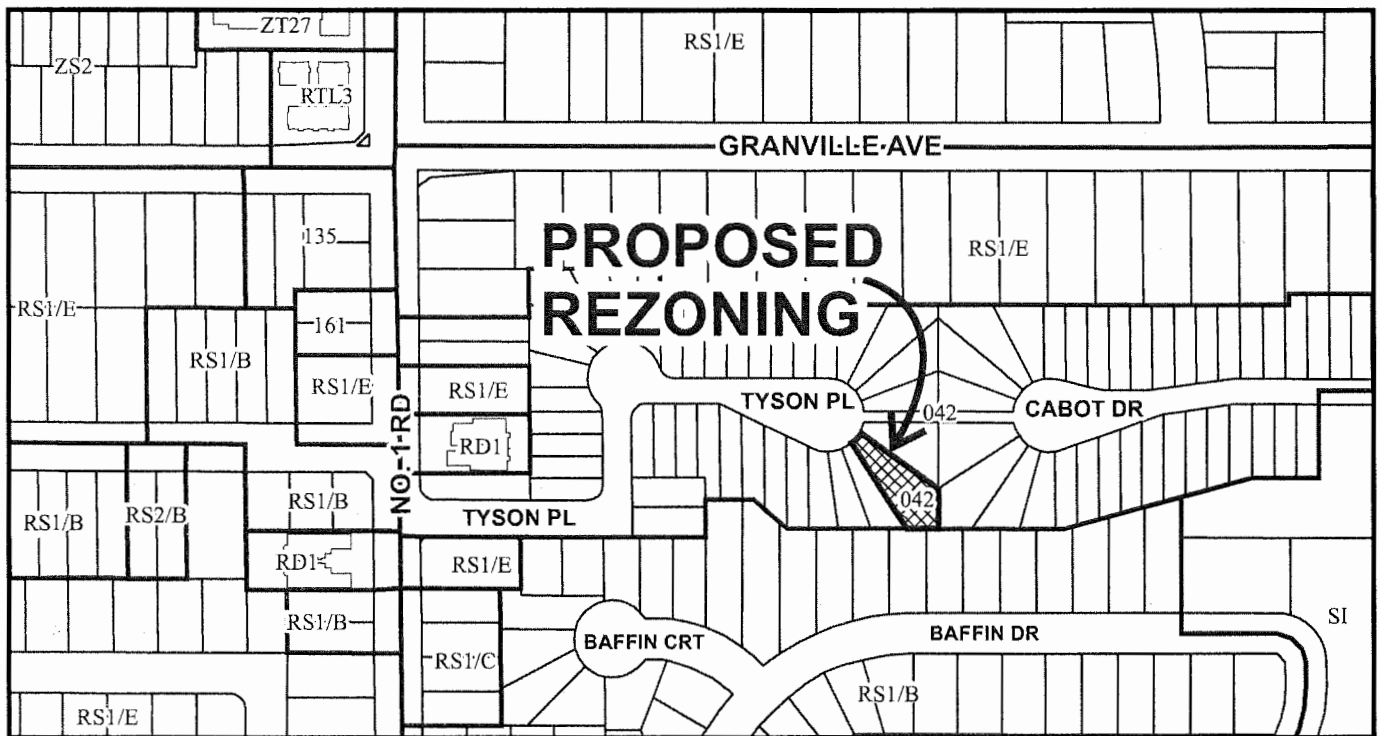 ZT27
ZS2
RTL3
RS1/E
GRANVILLE AVE
135
PROPOSED
REZONING
RS1/E
RS1/E
161
RS1/B
RS1/E
NO. 1 RD
RS1/E
RD1
TYSON PL
042
CABOT DR
042
RS1/B
RS2/B
RS1/B
TYSON PL
RD1
RS1/E
RS1/B
BAFFIN CRT
BAFFIN DR
SI
RS1/C
RS1/B
RS1/E